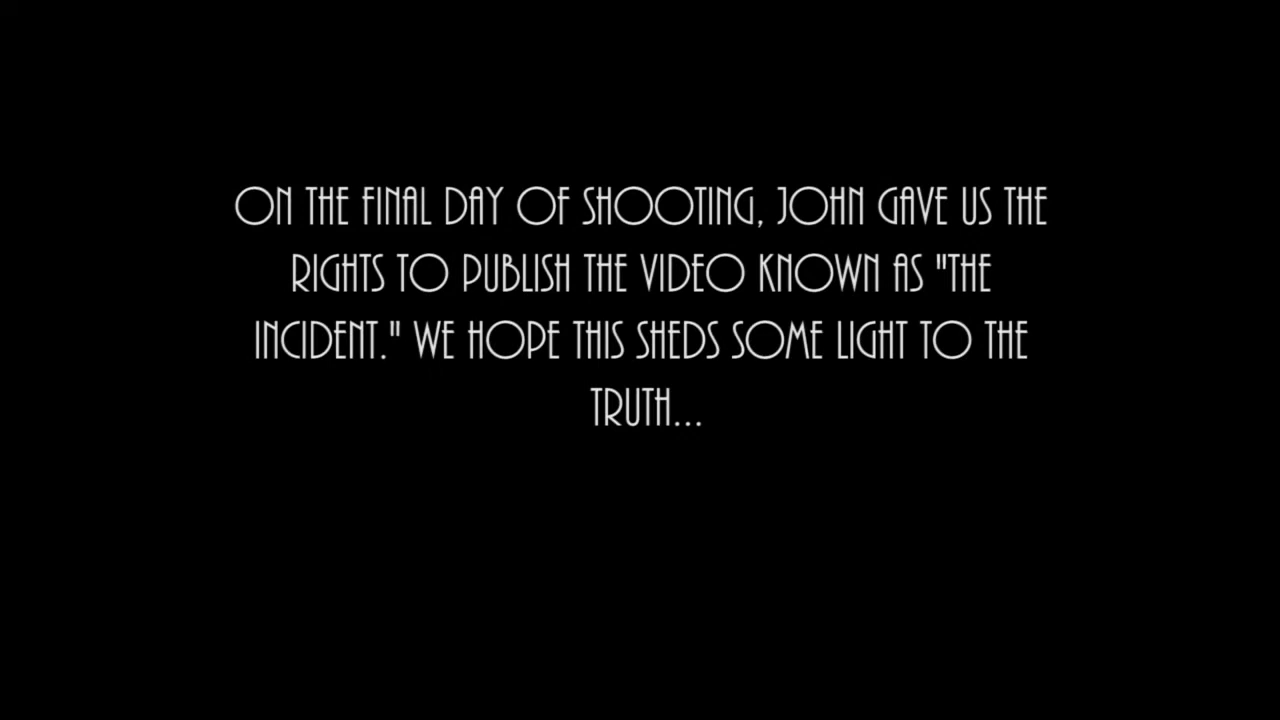 ON THE FINAL DAY OF SHOOTING, JOHN GAVE US THE
RIGHTS TO PUBLISH THE VIDEO KNOWN AS "THE
INCIDENT." WE HOPE THIS SHEDS SOME LIGHT TO THE
TRUTH...